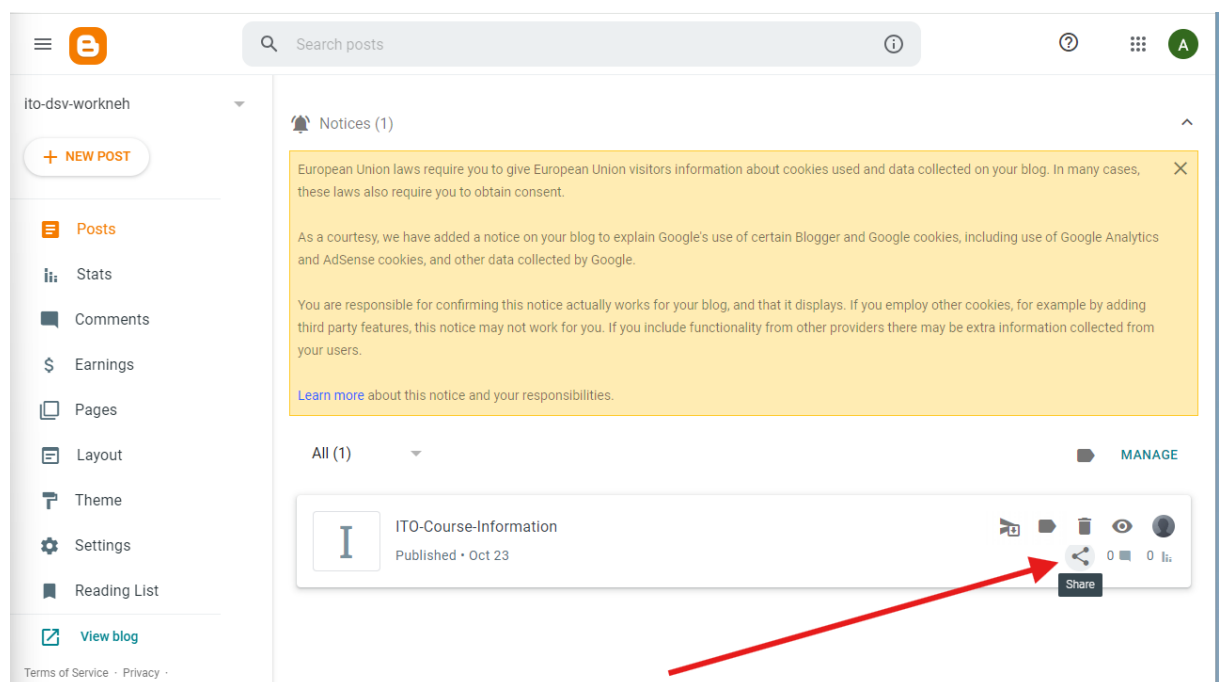 Search posts
A
ito-dsv-workneh
+ NEW POST
Posts
Stats
Comments
Earnings
Pages
Layout
Theme
Settings
Reading List
View blog
Terms of Service · Privacy ·
Notices (1)
European Union laws require you to give European Union visitors information about cookies used and data collected on your blog. In many cases,
these laws also require you to obtain consent.
As a courtesy, we have added a notice on your blog to explain Google's use of certain Blogger and Google cookies, including use of Google Analytics
and AdSense cookies, and other data collected by Google.
You are responsible for confirming this notice actually works for your blog, and that it displays. If you employ other cookies, for example by adding
third party features, this notice may not work for you. If you include functionality from other providers there may be extra information collected from
your users.
Learn more about this notice and your responsibilities.
All (1)
MANAGE
I
ITO-Course-Information
Published • Oct 23
0 0
Share